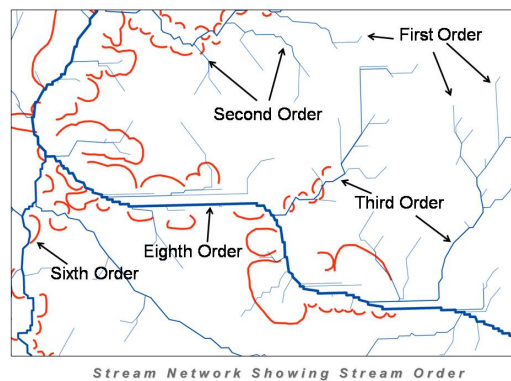 First Order
Second Order
Third Order
Eighth Order
Sixth Order
Stream Network Showing Stream Order